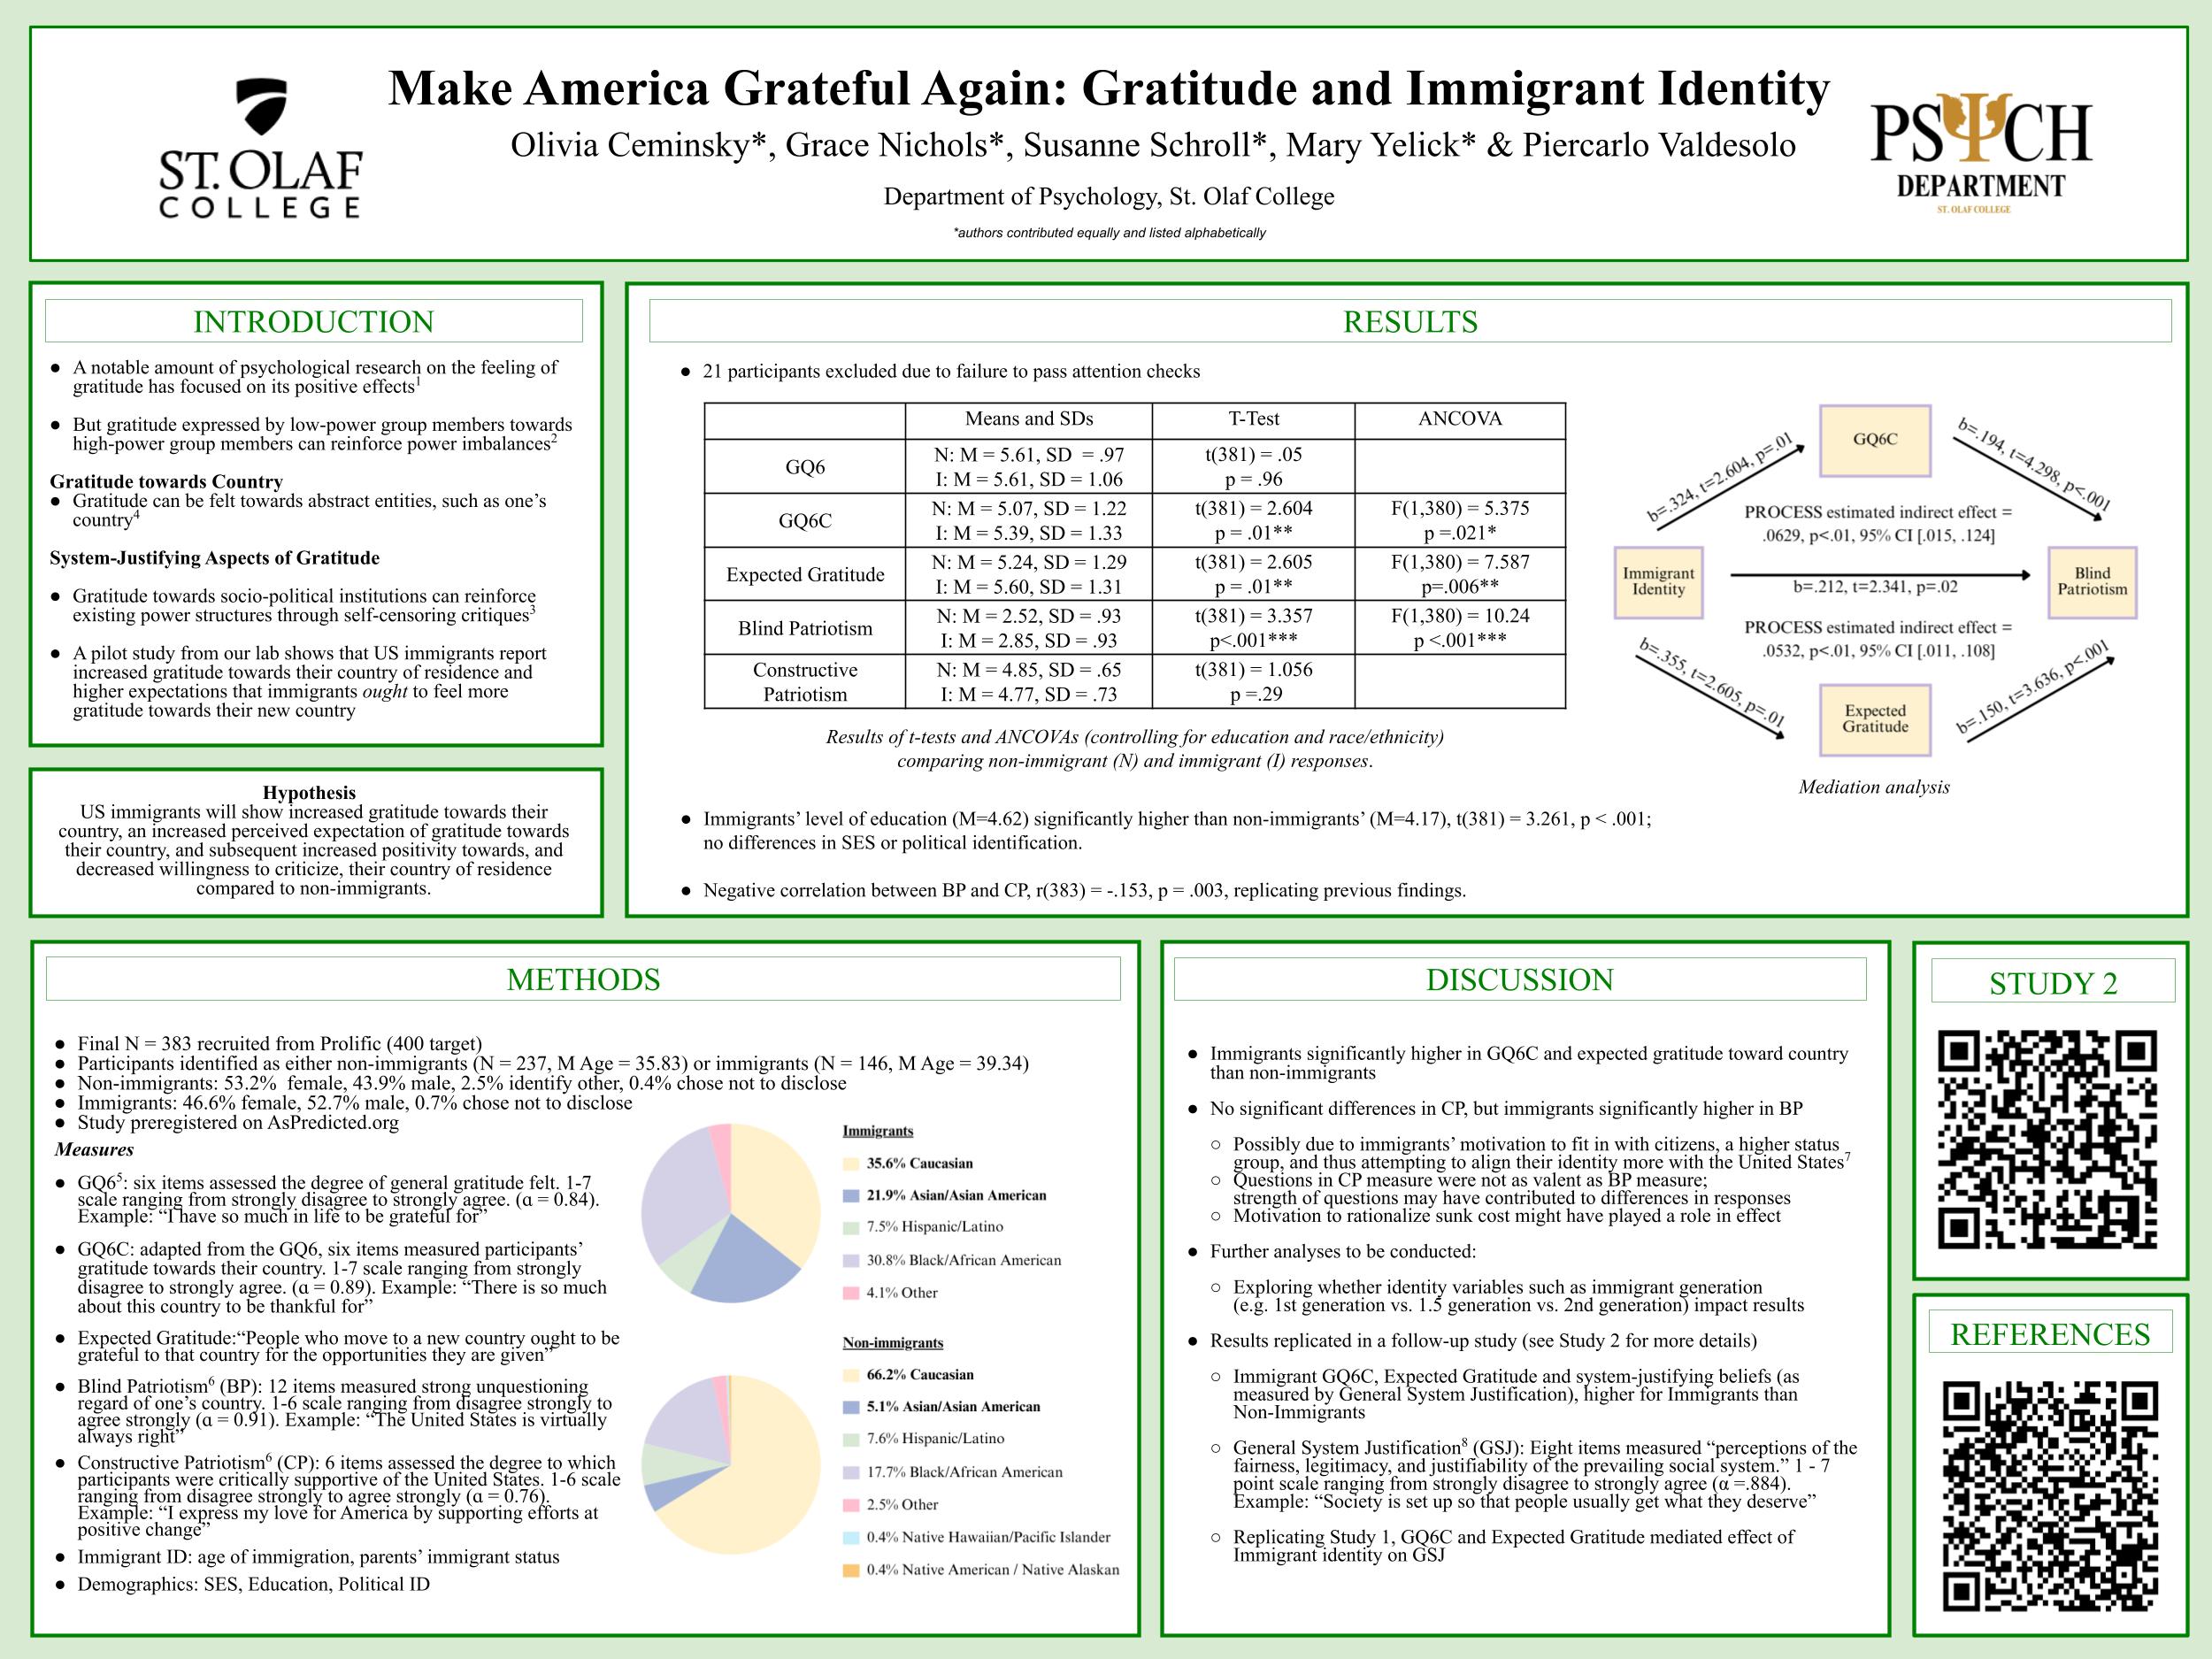 ST. OLAF
COLLEGE
Make America Grateful Again: Gratitude and Immigrant Identity
Olivia Ceminsky*, Grace Nichols*, Susanne Schroll*, Mary Yelick* & Piercarlo Valdesolo
Department of Psychology, St. Olaf College
*authors contributed equally and listed alphabetically
PSΨCH
DEPARTMENT
ST. OLAF COLLEGE
INTRODUCTION
● A notable amount of psychological research on the feeling of
gratitude has focused on its positive effects¹
● But gratitude expressed by low-power group members towards
high-power group members can reinforce power imbalances²
Gratitude towards Country
● Gratitude can be felt towards abstract entities, such as one's
country⁴
System-Justifying Aspects of Gratitude
● Gratitude towards socio-political institutions can reinforce
existing power structures through self-censoring critiques³
● A pilot study from our lab shows that US immigrants report
increased gratitude towards their country of residence and
higher expectations that immigrants ought to feel more
gratitude towards their new country
Hypothesis
US immigrants will show increased gratitude towards their
country, an increased perceived expectation of gratitude towards
their country, and subsequent increased positivity towards, and
decreased willingness to criticize, their country of residence
compared to non-immigrants.
RESULTS
● 21 participants excluded due to failure to pass attention checks
Means and SDs T-Test ANCOVA
GQ6
N: M = 5.61, SD = .97
I: M = 5.61, SD = 1.06
t(381) = .05
p = .96
GQ6C
N: M = 5.07, SD = 1.22
I: M = 5.39, SD = 1.33
t(381) = 2.604
p = .01**
F(1,380) = 5.375
p =.021*
Expected Gratitude
N: M = 5.24, SD = 1.29
I: M = 5.60, SD = 1.31
t(381) = 2.605
p = .01**
F(1,380) = 7.587
p=.006**
Blind Patriotism
N: M = 2.52, SD = .93
I: M = 2.85, SD = .93
t(381) = 3.357
p<.001***
F(1,380) = 10.24
p <.001***
Constructive
Patriotism
N: M = 4.85, SD = .65
I: M = 4.77, SD = .73
t(381) = 1.056
p =.29
Results of t-tests and ANCOVAs (controlling for education and race/ethnicity)
comparing non-immigrant (N) and immigrant (I) responses.
GQ6C
b=.324, t=2.604, p=.01
b=.194, t=4.298, p<.001
PROCESS estimated indirect effect =
.0629, p<.01, 95% CI [.015, .124]
Immigrant
Identity
b=.212, t=2.341, p=.02
Blind
Patriotism
PROCESS estimated indirect effect =
.0532, p<.01, 95% CI [.011, .108]
b=.355, t=2.605, p=.01
b=.150, t=3.636, p<.001
Expected
Gratitude
Mediation analysis
● Immigrants' level of education (M=4.62) significantly higher than non-immigrants' (M=4.17), t(381) = 3.261, p < .001;
no differences in SES or political identification.
● Negative correlation between BP and CP, r(383) = -.153, p = .003, replicating previous findings.
METHODS
● Final N = 383 recruited from Prolific (400 target)
● Participants identified as either non-immigrants (N = 237, M Age = 35.83) or immigrants (N = 146, M Age = 39.34)
● Non-immigrants: 53.2% female, 43.9% male, 2.5% identify other, 0.4% chose not to disclose
● Immigrants: 46.6% female, 52.7% male, 0.7% chose not to disclose
● Study preregistered on AsPredicted.org
Measures
● GQ6⁵: six items assessed the degree of general gratitude felt. 1-7
scale ranging from strongly disagree to strongly agree. (α = 0.84).
Example: “I have so much in life to be grateful for”
● GQ6C: adapted from the GQ6, six items measured participants'
gratitude towards their country. 1-7 scale ranging from strongly
disagree to strongly agree. (α = 0.89). Example: “There is so much
about this country to be thankful for”
● Expected Gratitude:“People who move to a new country ought to be
grateful to that country for the opportunities they are given”
● Blind Patriotism⁶ (BP): 12 items measured strong unquestioning
regard of one's country. 1-6 scale ranging from disagree strongly to
agree strongly (α = 0.91). Example: “The United States is virtually
always right”
● Constructive Patriotism⁶ (CP): 6 items assessed the degree to which
participants were critically supportive of the United States. 1-6 scale
ranging from disagree strongly to agree strongly (α = 0.76).
Example: “I express my love for America by supporting efforts at
positive change”
● Immigrant ID: age of immigration, parents' immigrant status
● Demographics: SES, Education, Political ID
Immigrants
35.6% Caucasian
21.9% Asian/Asian American
7.5% Hispanic/Latino
30.8% Black/African American
4.1% Other
Non-immigrants
66.2% Caucasian
5.1% Asian/Asian American
7.6% Hispanic/Latino
17.7% Black/African American
2.5% Other
0.4% Native Hawaiian/Pacific Islander
0.4% Native American / Native Alaskan
DISCUSSION
● Immigrants significantly higher in GQ6C and expected gratitude toward country
than non-immigrants
● No significant differences in CP, but immigrants significantly higher in BP
○ Possibly due to immigrants' motivation to fit in with citizens, a higher status
group, and thus attempting to align their identity more with the United States⁷
○ Questions in CP measure were not as valent as BP measure;
strength of questions may have contributed to differences in responses
○ Motivation to rationalize sunk cost might have played a role in effect
● Further analyses to be conducted:
○ Exploring whether identity variables such as immigrant generation
(e.g. 1st generation vs. 1.5 generation vs. 2nd generation) impact results
● Results replicated in a follow-up study (see Study 2 for more details)
○ Immigrant GQ6C, Expected Gratitude and system-justifying beliefs (as
measured by General System Justification), higher for Immigrants than
Non-Immigrants
○ General System Justification⁸ (GSJ): Eight items measured “perceptions of the
fairness, legitimacy, and justifiability of the prevailing social system.” 1 - 7
point scale ranging from strongly disagree to strongly agree (α =.884).
Example: “Society is set up so that people usually get what they deserve”
○ Replicating Study 1, GQ6C and Expected Gratitude mediated effect of
Immigrant identity on GSJ
STUDY 2
REFERENCES